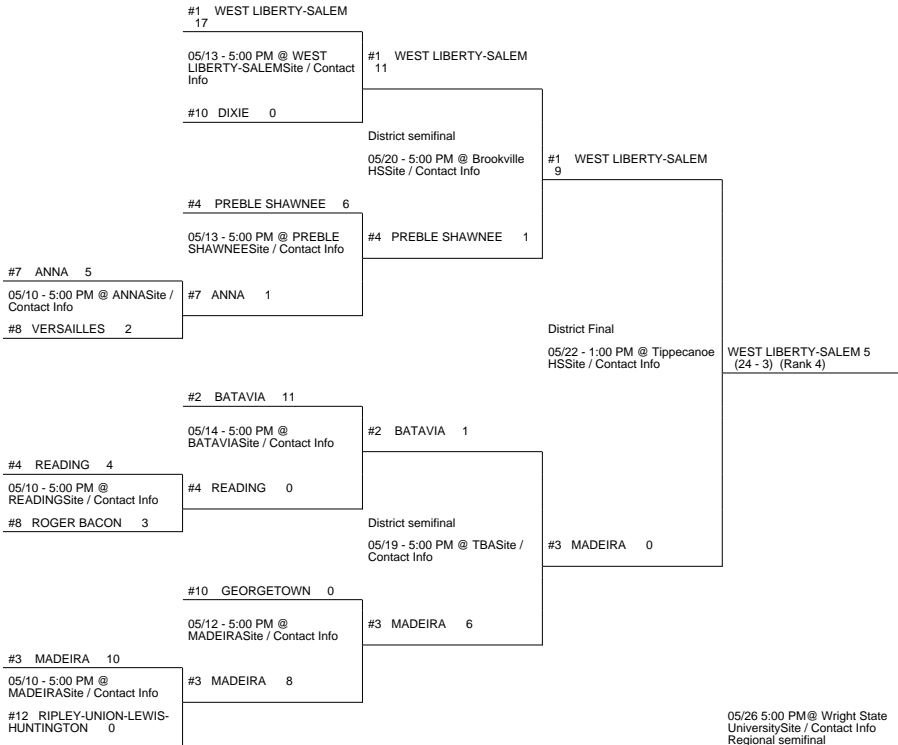 #1 WEST LIBERTY-SALEM
17
05/13 - 5:00 PM @ WEST
LIBERTY-SALEMSite / Contact
Info
#10 DIXIE 0
#1 WEST LIBERTY-SALEM
11
District semifinal
05/20 - 5:00 PM @ Brookville
HSSite / Contact Info
#1 WEST LIBERTY-SALEM
9
#4 PREBLE SHAWNEE 6
05/13 - 5:00 PM @ PREBLE
SHAWNEESite / Contact Info
#4 PREBLE SHAWNEE 1
#7 ANNA 5
05/10 - 5:00 PM @ ANNASite /
Contact Info
#8 VERSAILLES 2
#7 ANNA 1
District Final
05/22 - 1:00 PM @ Tippecanoe
HSSite / Contact Info
WEST LIBERTY-SALEM 5
(24 - 3) (Rank 4)
#2 BATAVIA 11
05/14 - 5:00 PM @
BATAVIASite / Contact Info
#2 BATAVIA 1
#4 READING 4
05/10 - 5:00 PM @
READINGSite / Contact Info
#8 ROGER BACON 3
#4 READING 0
District semifinal
05/19 - 5:00 PM @ TBASite /
Contact Info
#3 MADEIRA 0
#10 GEORGETOWN 0
05/12 - 5:00 PM @
MADEIRASite / Contact Info
#3 MADEIRA 6
#3 MADEIRA 10
05/10 - 5:00 PM @
MADEIRASite / Contact Info
#12 RIPLEY-UNION-LEWIS-
HUNTINGTON 0
#3 MADEIRA 8
05/26 5:00 PM@ Wright State
UniversitySite / Contact Info
Regional semifinal